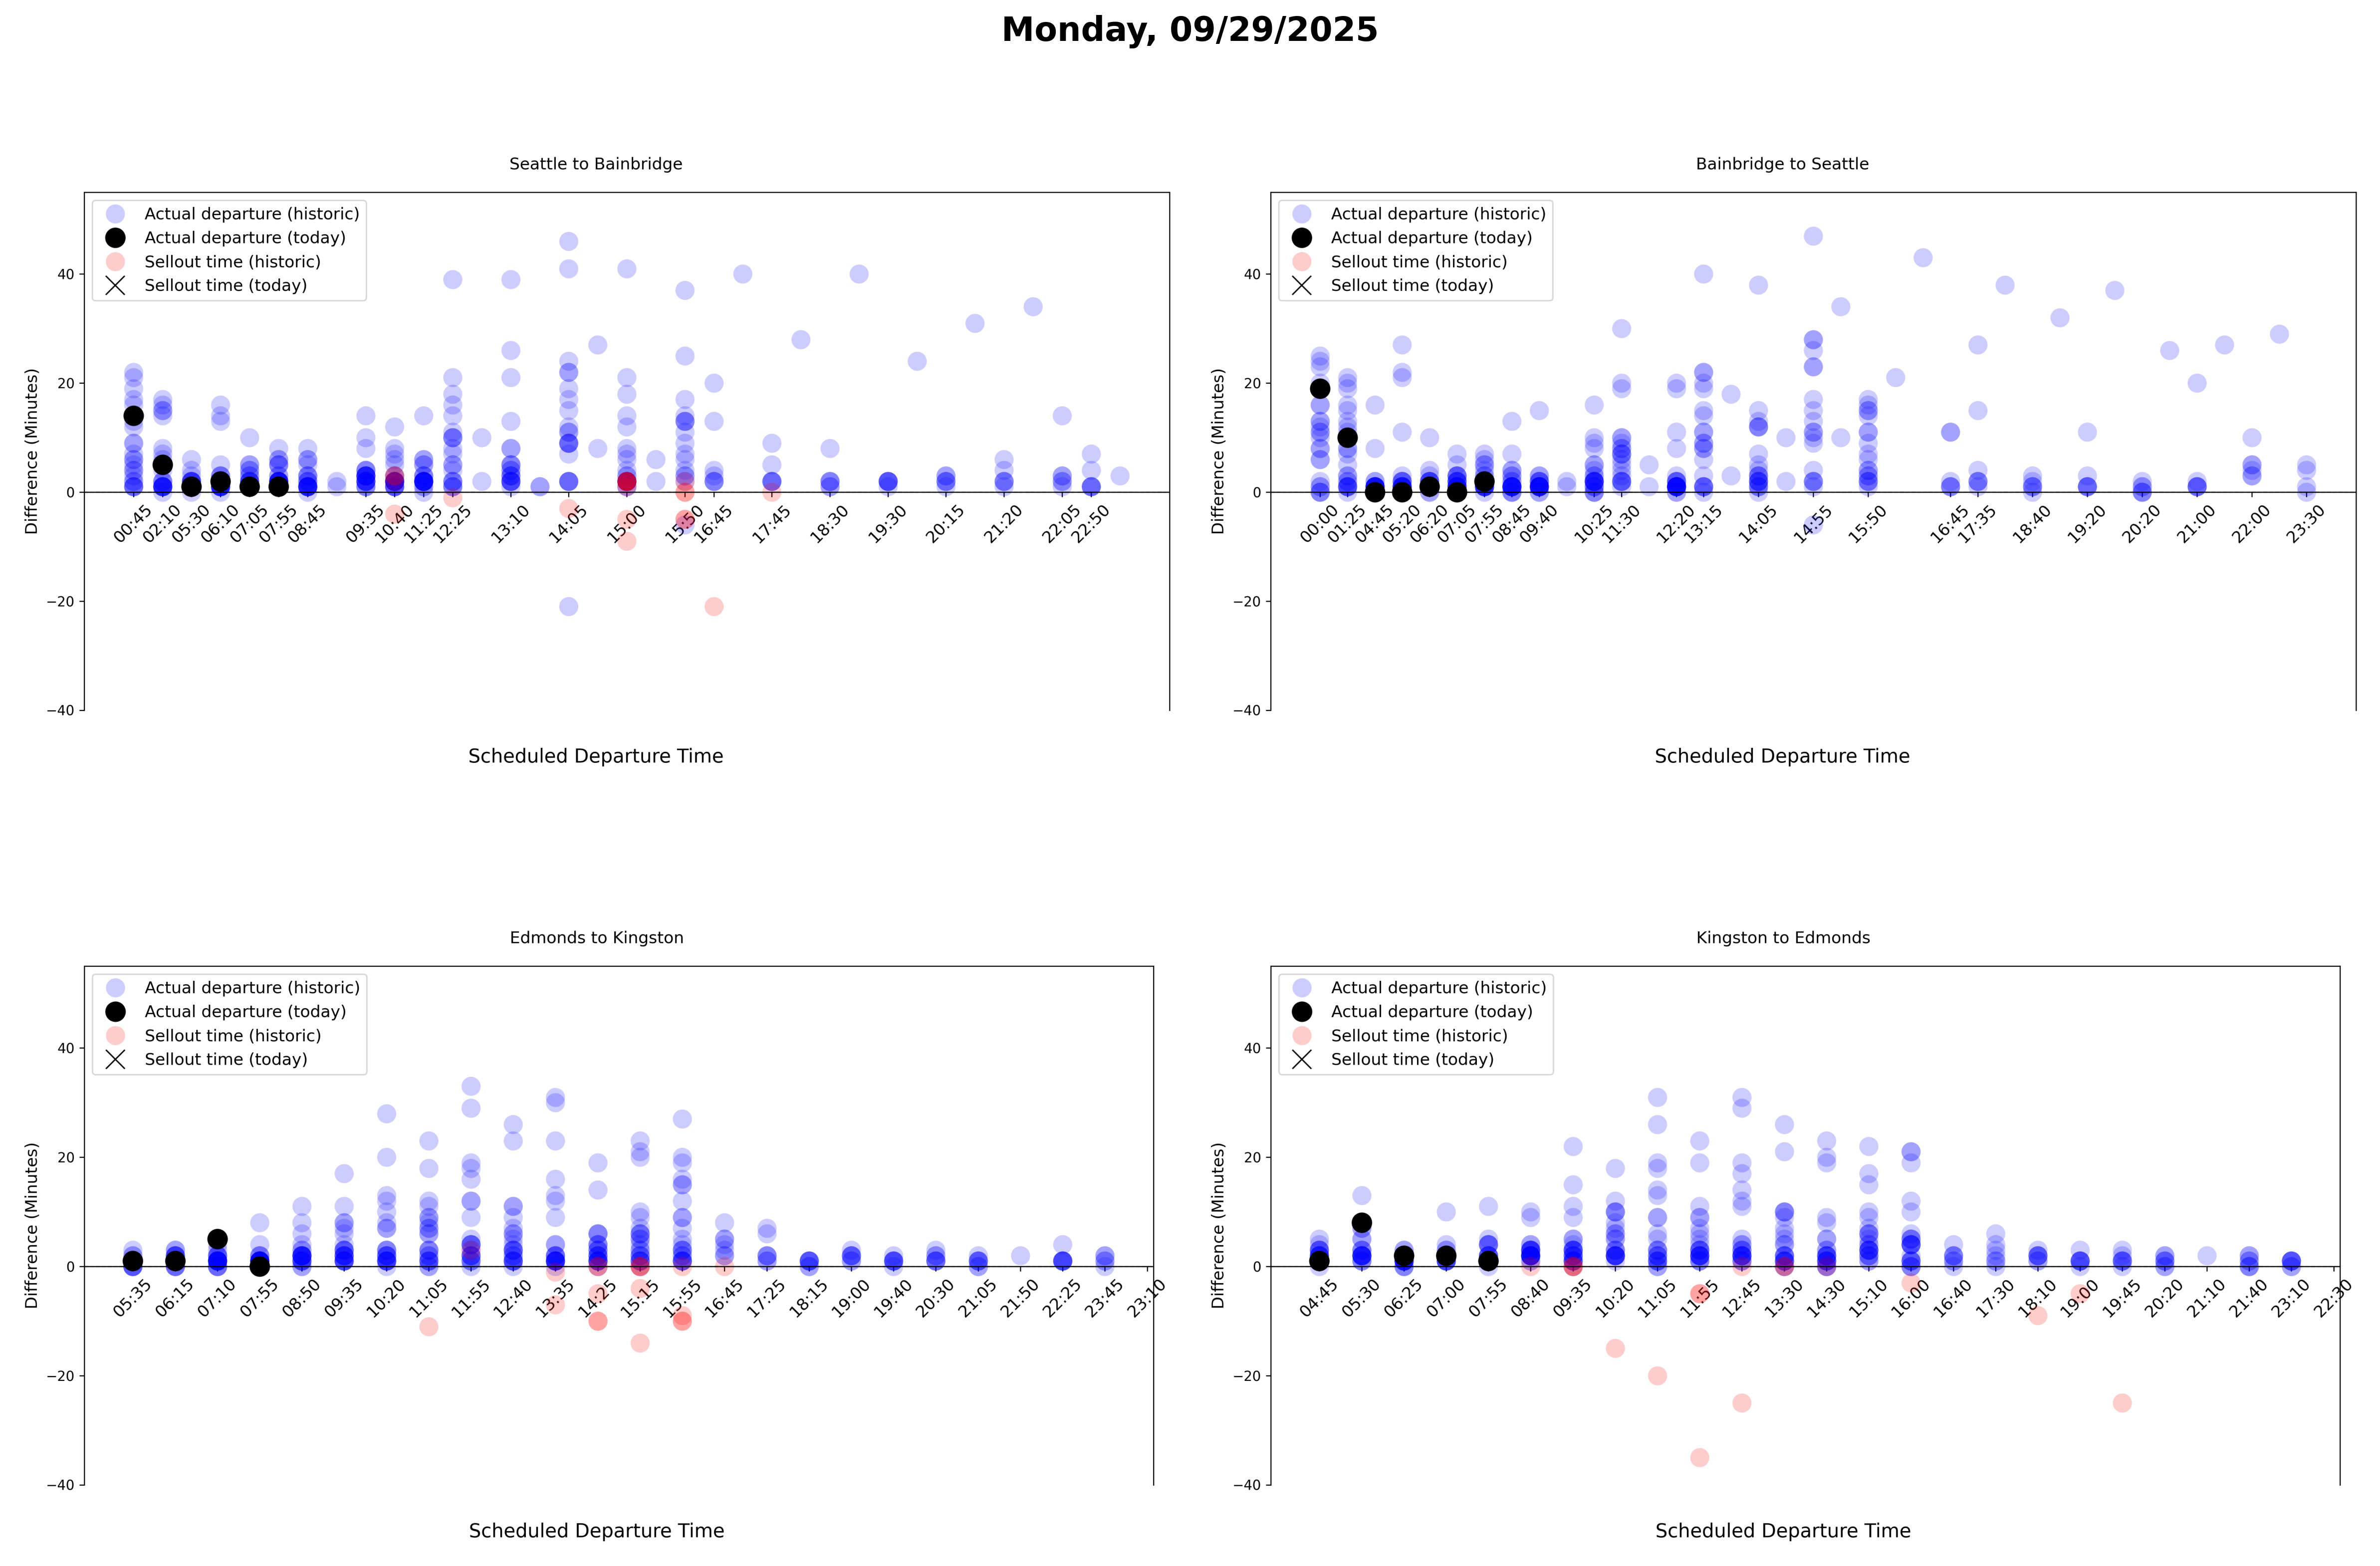 Monday, 09/29/2025
Seattle to Bainbridge
Actual departure (historic)
Actual departure (today)
Sellout time (historic)
Sellout time (today)
Difference (Minutes)
40
20
0
−20
−40
00:45 02:10 05:30 06:10 07:05 07:55 08:45 09:35 10:40 11:25 12:25 13:10 14:05 15:00 15:50 16:45 17:45 18:30 19:30 20:15 21:20 22:05 22:50
Scheduled Departure Time
Bainbridge to Seattle
Actual departure (historic)
Actual departure (today)
Sellout time (historic)
Sellout time (today)
Difference (Minutes)
40
20
0
−20
−40
00:00 01:25 04:45 05:20 06:20 07:05 07:55 08:45 09:40 10:25 11:30 12:20 13:15 14:05 14:55 15:50 16:45 17:35 18:40 19:20 20:20 21:00 22:00 23:30
Scheduled Departure Time
Edmonds to Kingston
Actual departure (historic)
Actual departure (today)
Sellout time (historic)
Sellout time (today)
Difference (Minutes)
40
20
0
−20
−40
05:35 06:15 07:10 07:55 08:50 09:35 10:20 11:05 11:55 12:40 13:35 14:25 15:15 15:55 16:45 17:25 18:15 19:00 19:40 20:30 21:05 21:50 22:25 23:45 23:10
Scheduled Departure Time
Kingston to Edmonds
Actual departure (historic)
Actual departure (today)
Sellout time (historic)
Sellout time (today)
Difference (Minutes)
40
20
0
−20
−40
04:45 05:30 06:25 07:00 07:55 08:40 09:35 10:20 11:05 11:55 12:45 13:30 14:30 15:10 16:00 16:40 17:30 18:10 19:00 19:45 20:20 21:10 21:40 23:10 22:30
Scheduled Departure Time